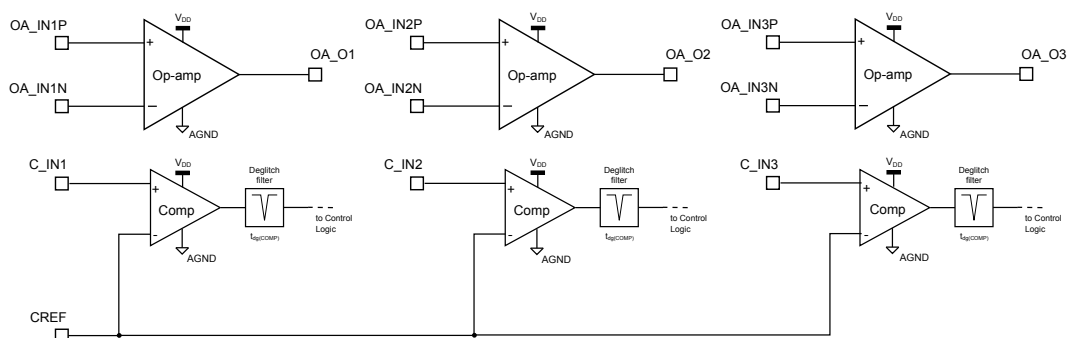 OA_IN1P
V_DD
+
Op-amp
−
OA_O1
OA_IN1N
AGND
OA_IN2P
V_DD
+
Op-amp
−
OA_O2
OA_IN2N
AGND
OA_IN3P
V_DD
+
Op-amp
−
OA_O3
OA_IN3N
AGND
C_IN1
V_DD
+
Comp
-
AGND
Deglitch
filter
t_dg(COMP)
to Control
Logic
C_IN2
V_DD
+
Comp
-
AGND
Deglitch
filter
t_dg(COMP)
to Control
Logic
C_IN3
V_DD
+
Comp
-
AGND
Deglitch
filter
t_dg(COMP)
to Control
Logic
CREF